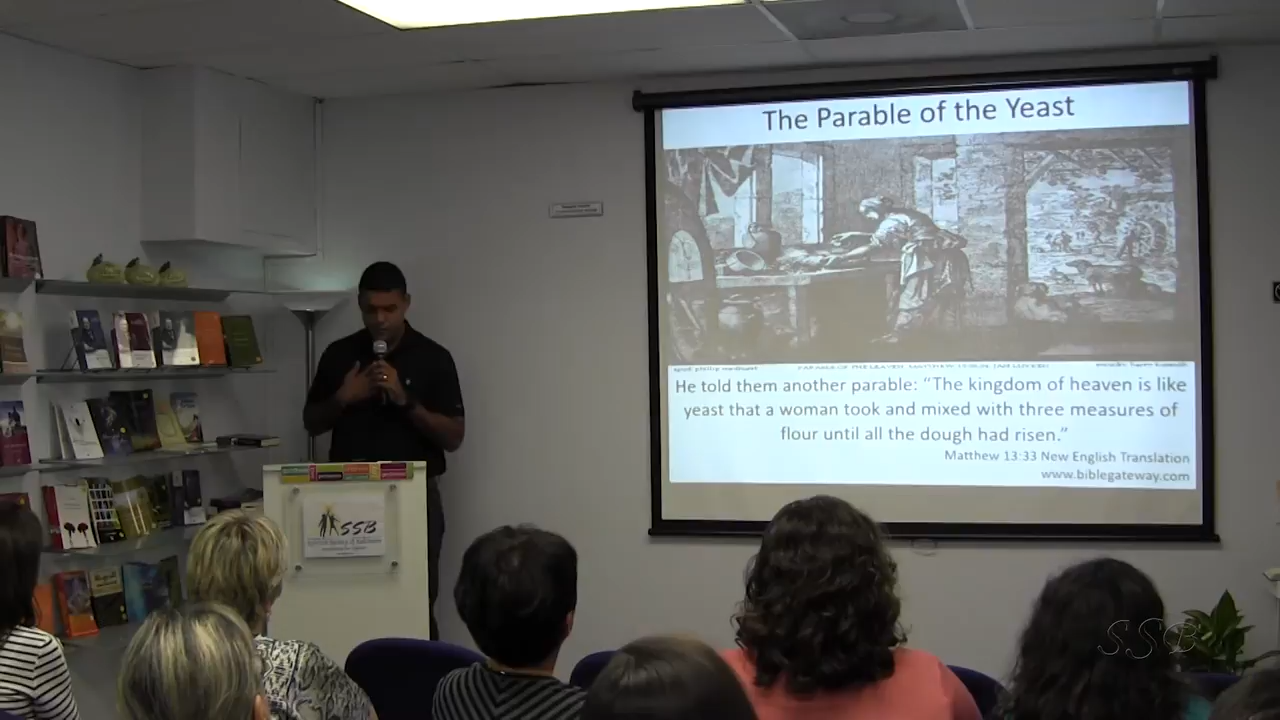 The Parable of the Yeast
He told them another parable: “The kingdom of heaven is like
yeast that a woman took and mixed with three measures of
flour until all the dough had risen.”
Matthew 13:33 New English Translation
www.biblegateway.com
SSB
SSB